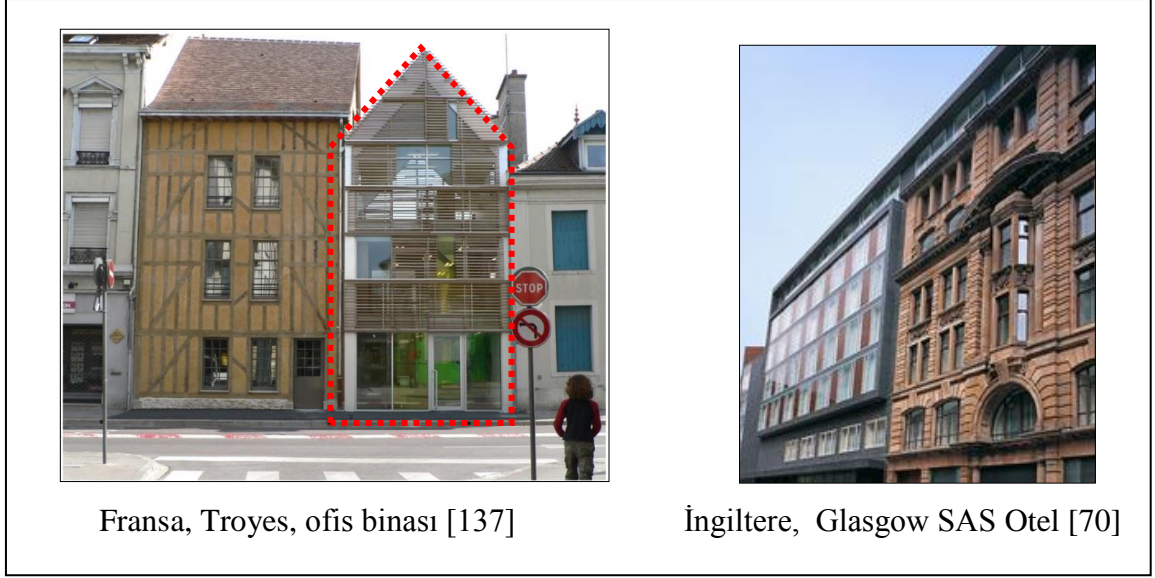 STOP
Fransa, Troyes, ofis binası [137]
İngiltere, Glasgow SAS Otel [70]